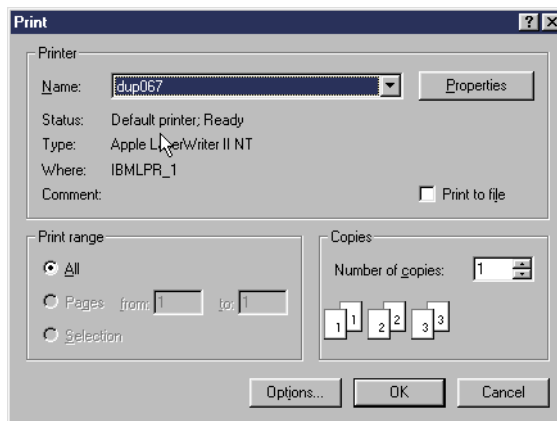 Print
Printer
Name: dup067 Properties
Status: Default printer; Ready
Type: Apple LaserWriter II NT
Where: IBMLPR_1
Comment: Print to file
Print range
All
Pages from: 1 to: 1
Selection
Copies
Number of copies: 1
1 1 2 2 3 3
Options... OK Cancel